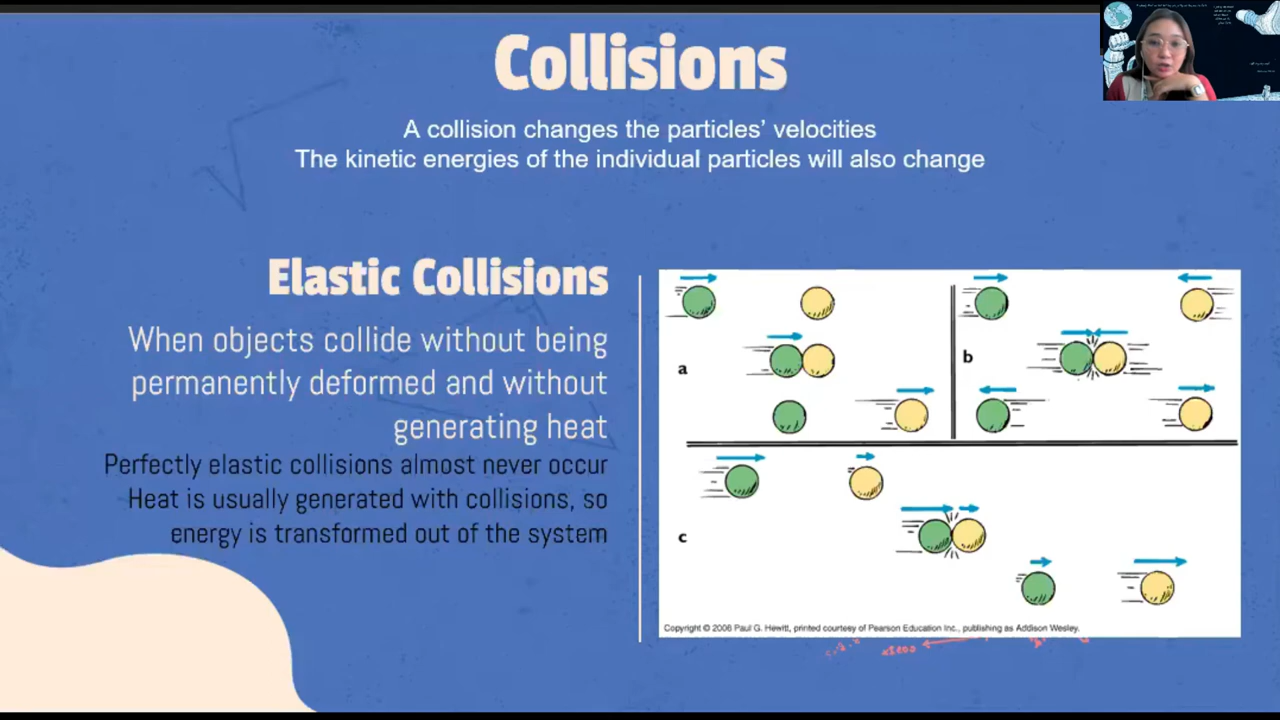 Collisions
A collision changes the particles' velocities
The kinetic energies of the individual particles will also change
Elastic Collisions
When objects collide without being
permanently deformed and without
generating heat
Perfectly elastic collisions almost never occur
Heat is usually generated with collisions, so
energy is transformed out of the system
a
b
c
Copyright © 2008 Paul G. Hewitt, printed courtesy of Pearson Education Inc., publishing as Addison Wesley.